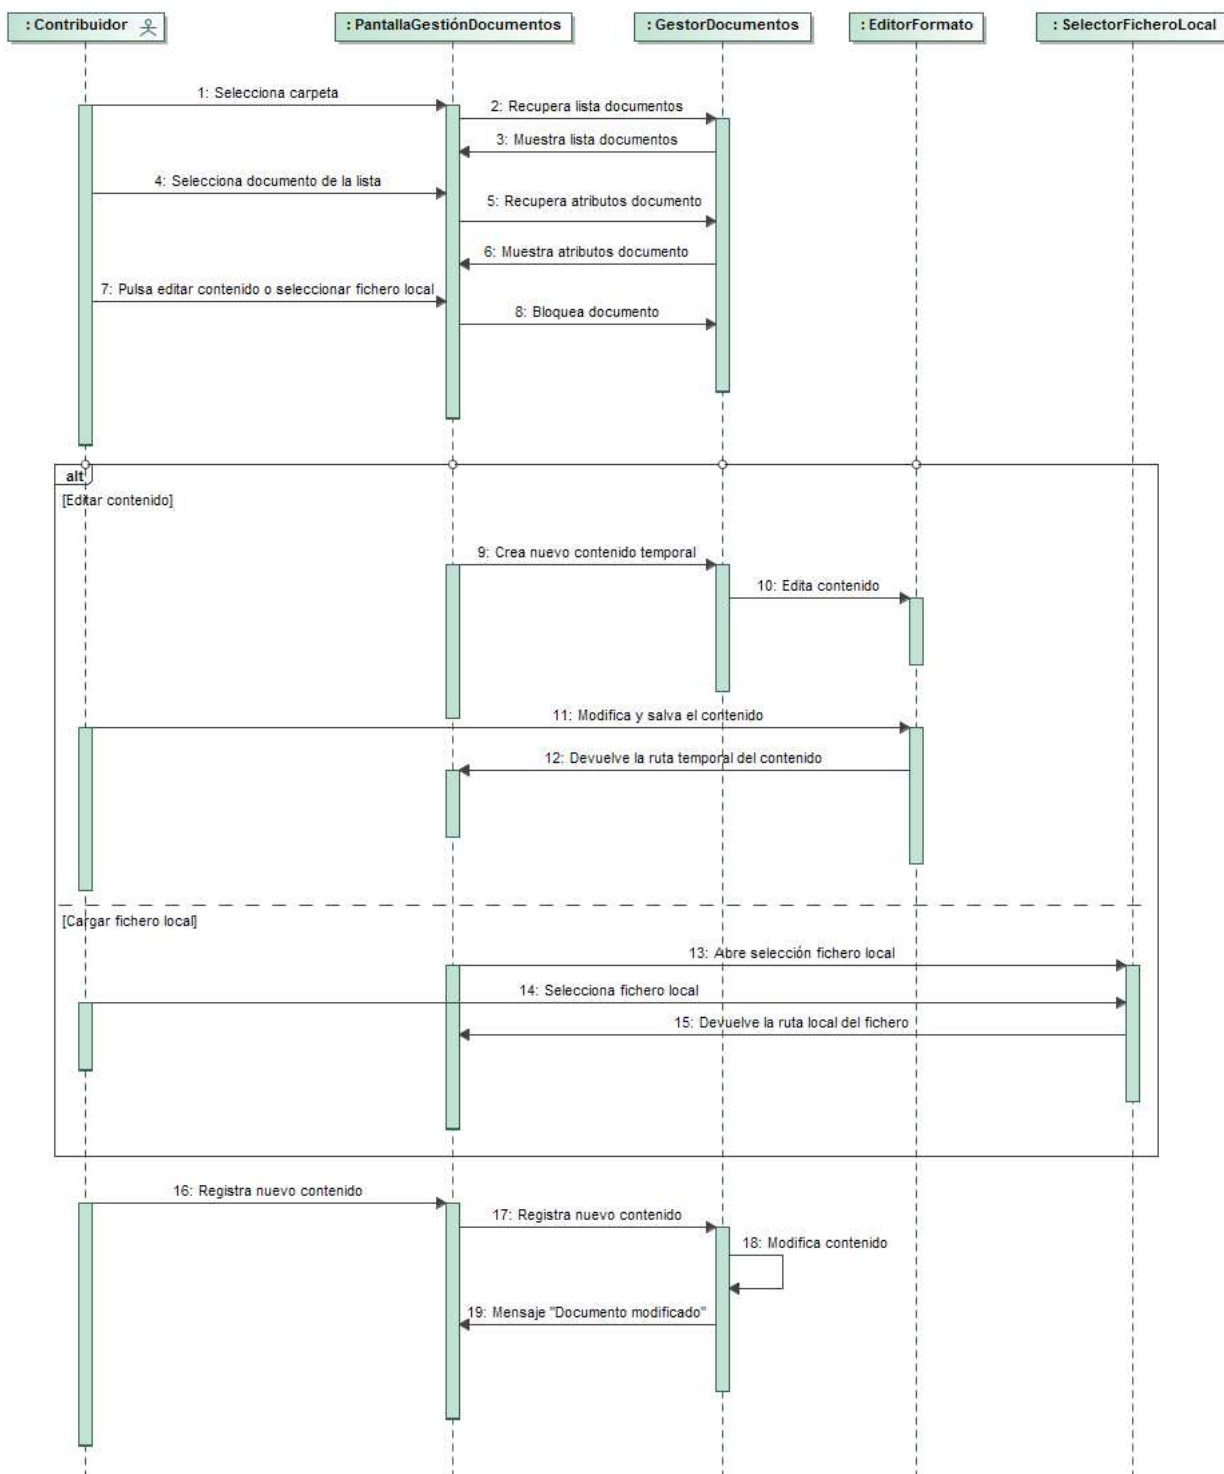 : Contribuidor
: PantallaGestiónDocumentos
: GestorDocumentos
: EditorFormato
: SelectorFicheroLocal
1: Selecciona carpeta
2: Recupera lista documentos
3: Muestra lista documentos
4: Selecciona documento de la lista
5: Recupera atributos documento
6: Muestra atributos documento
7: Pulsa editar contenido o seleccionar fichero local
8: Bloquea documento
alt
[Editar contenido]
9: Crea nuevo contenido temporal
10: Edita contenido
11: Modifica y salva el contenido
12: Devuelve la ruta temporal del contenido
[Cargar fichero local]
13: Abre selección fichero local
14: Selecciona fichero local
15: Devuelve la ruta local del fichero
16: Registra nuevo contenido
17: Registra nuevo contenido
18: Modifica contenido
19: Mensaje "Documento modificado"